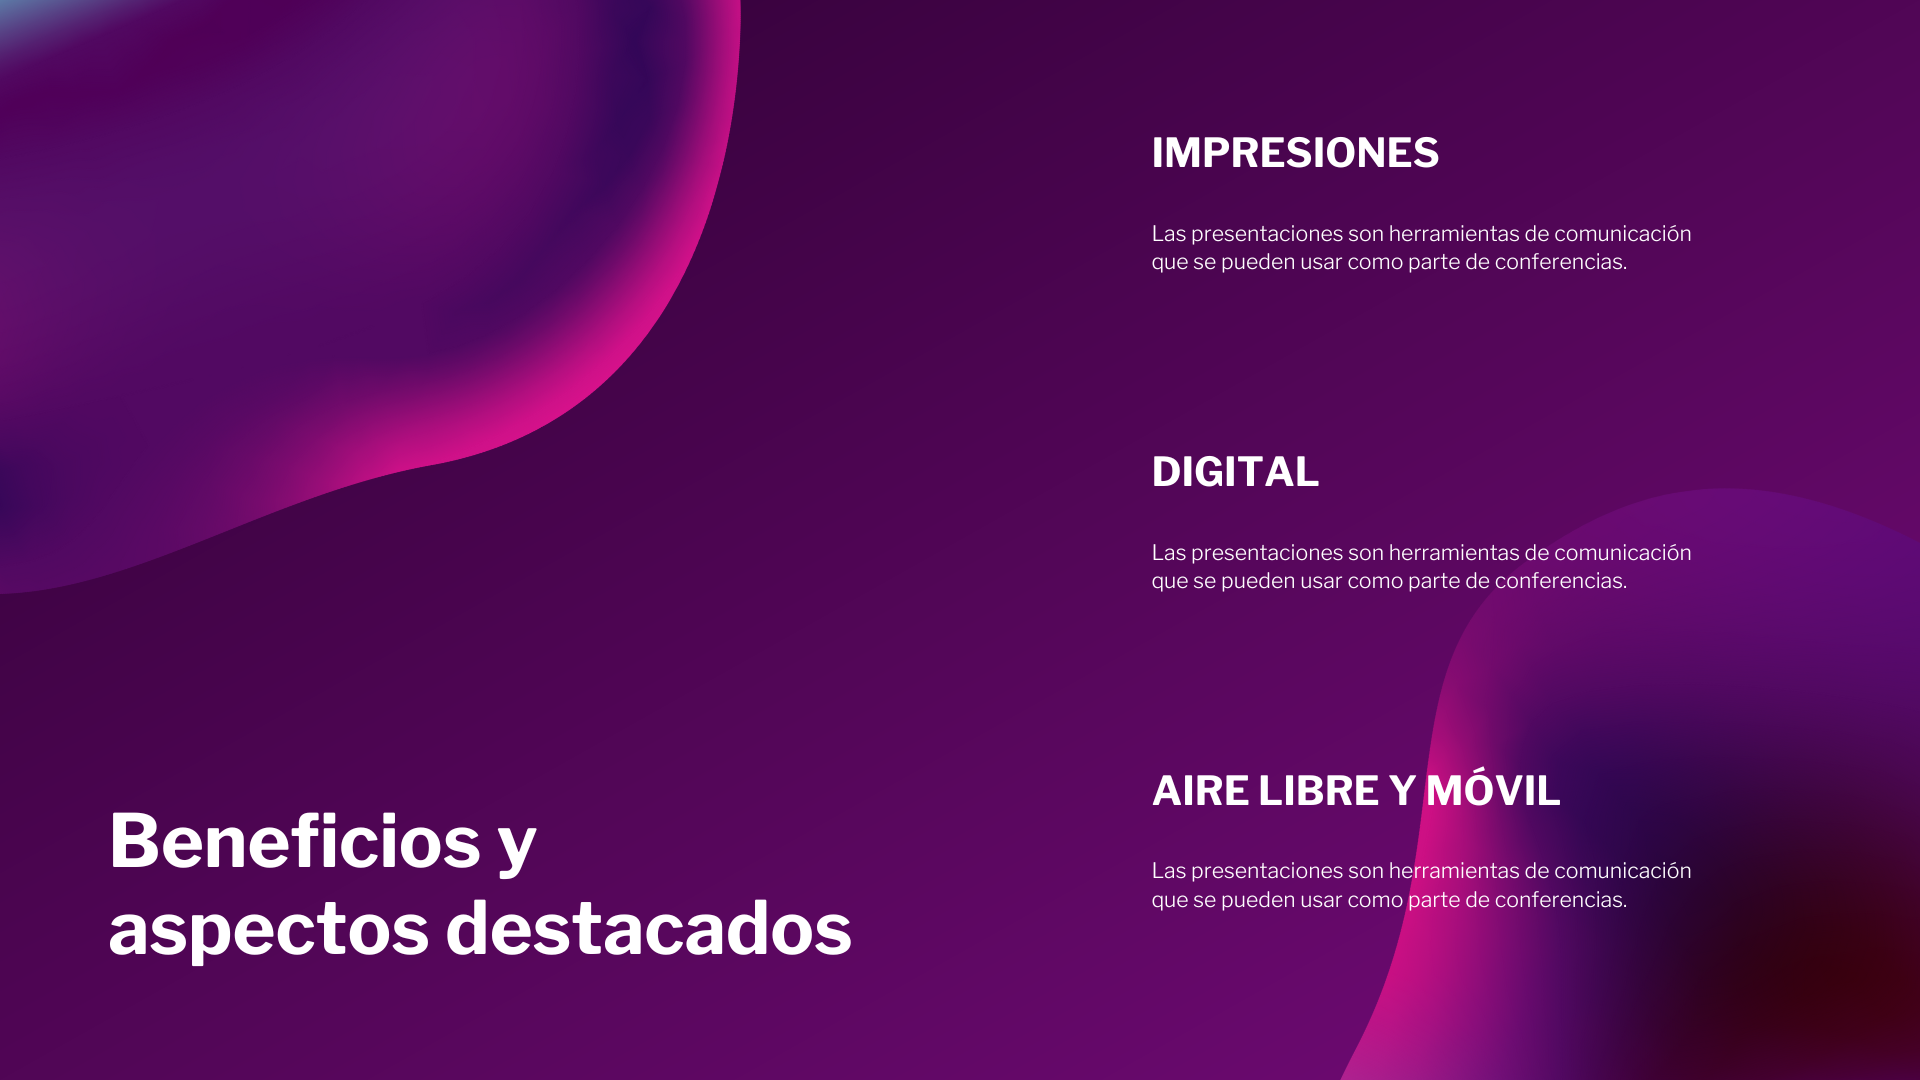 IMPRESIONES
Las presentaciones son herramientas de comunicación
que se pueden usar como parte de conferencias.
DIGITAL
Las presentaciones son herramientas de comunicación
que se pueden usar como parte de conferencias.
AIRE LIBRE Y MÓVIL
Las presentaciones son herramientas de comunicación
que se pueden usar como parte de conferencias.
Beneficios y
aspectos destacados